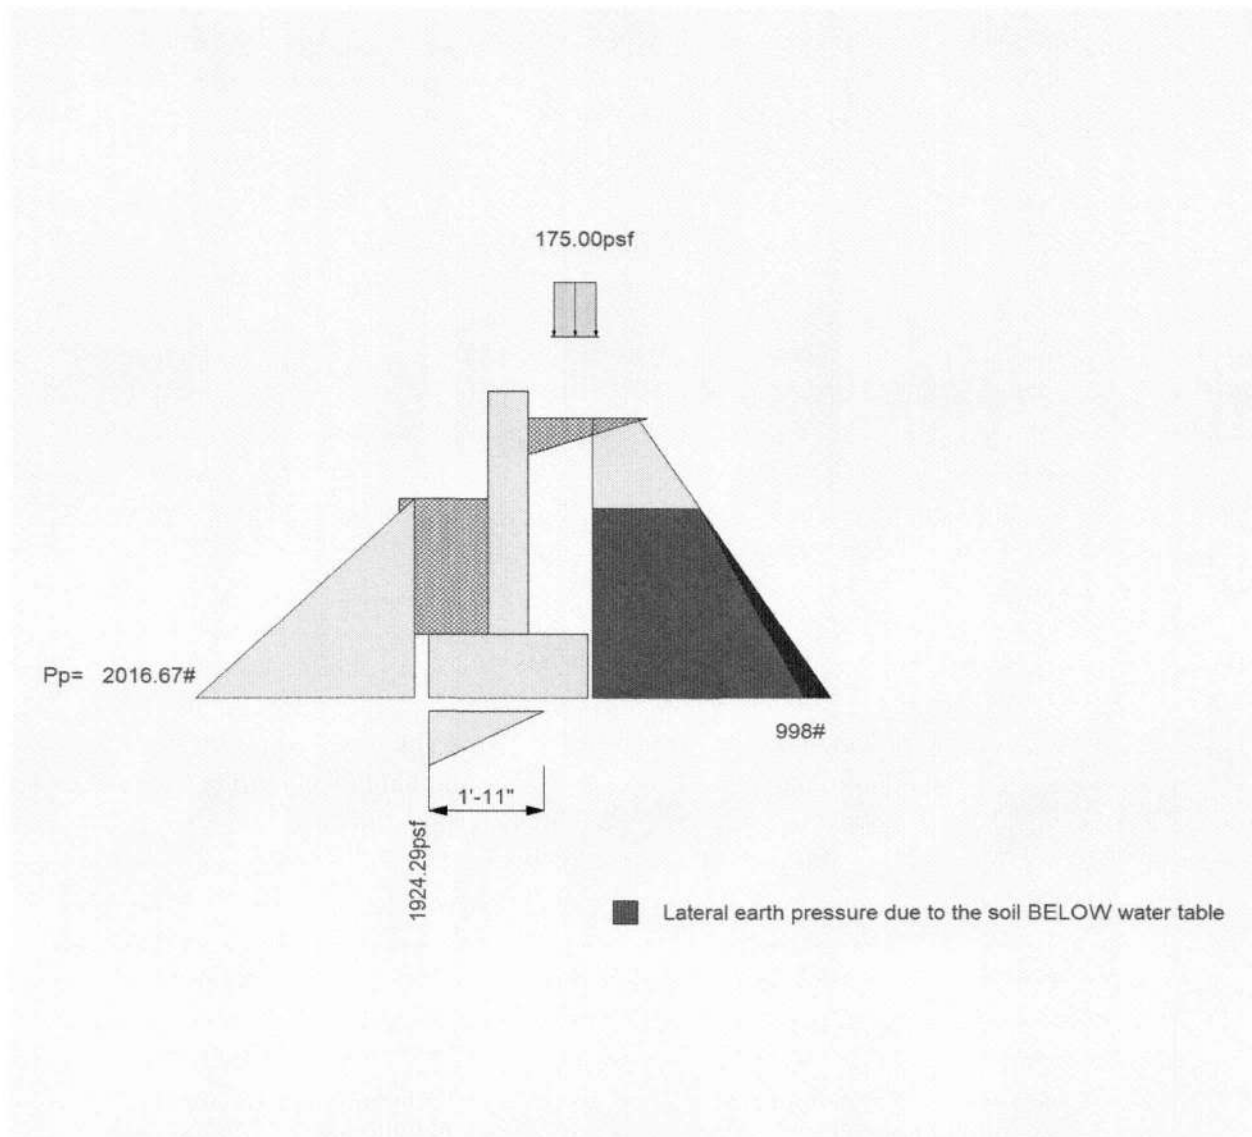 175.00psf
Pp= 2016.67#
998#
1'-11"
1924.29psf
Lateral earth pressure due to the soil BELOW water table